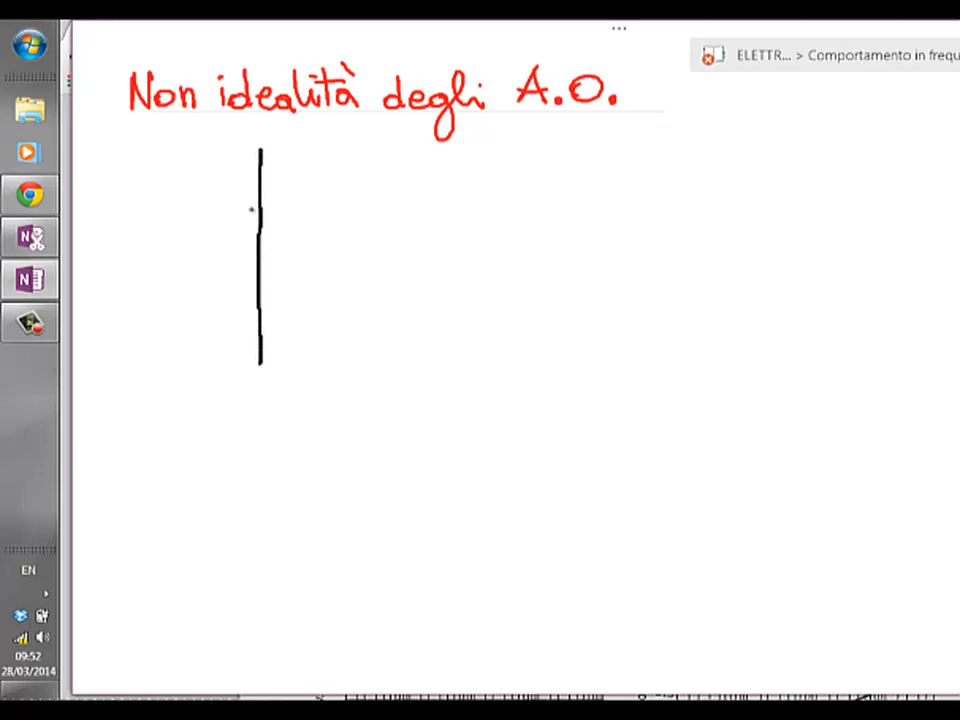 ...
ELETTR... > Comportamento in frequ
Non idealità degli A.O.
N
N
EN
09:52
28/03/2014